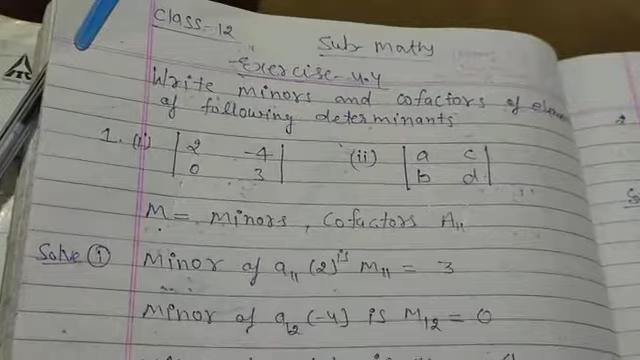 Class-12
Sub- math
Exercise-4.4
Write minors and cofactors of
of following determinants
1. (i) | 2 -4 | (ii) | a c |
| 0 3 | | b d |
M = minors, Cofactors A11
Solve (i) Minor of a11 (2) is M11 = 3
Minor of a12 (-4) is M12 = 0